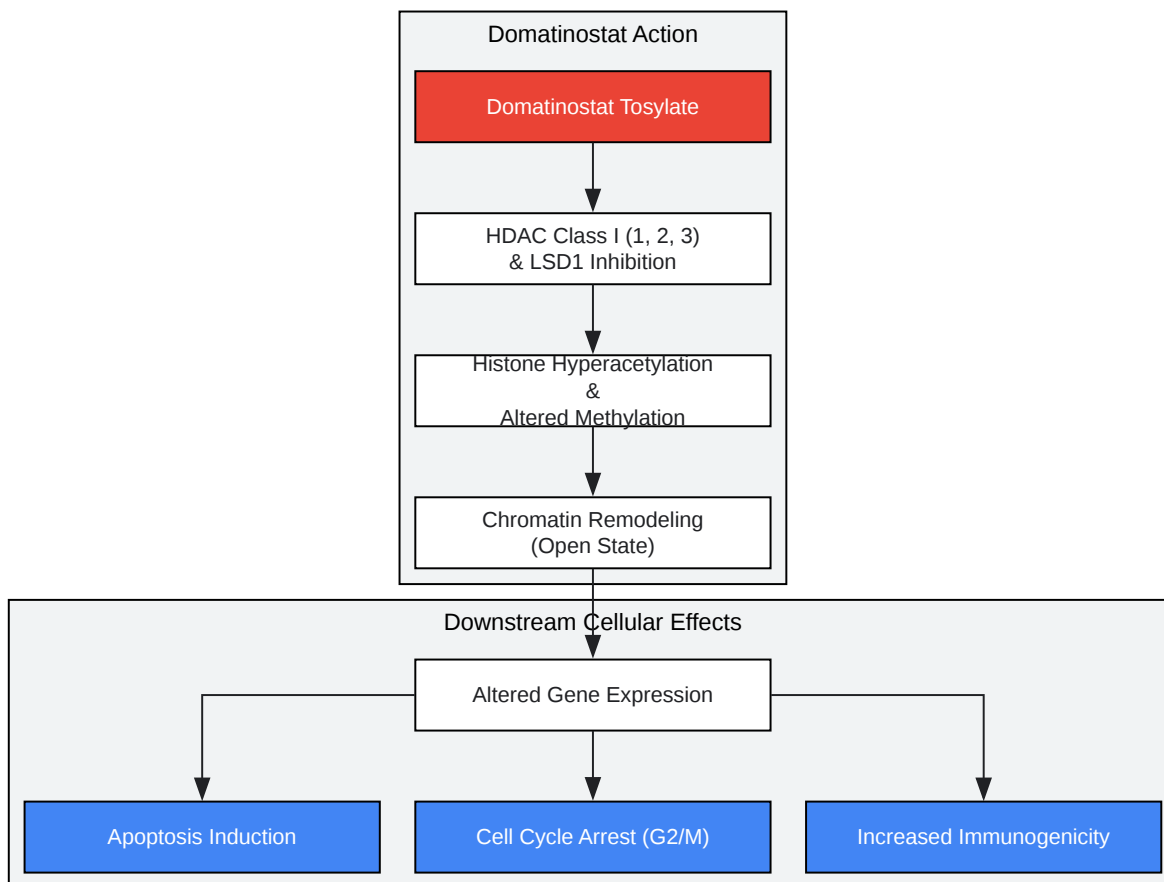 Domatinostat Action
Domatinostat Tosylate
HDAC Class I (1, 2, 3)
& LSD1 Inhibition
Histone Hyperacetylation
&
Altered Methylation
Chromatin Remodeling
(Open State)
Downstream Cellular Effects
Altered Gene Expression
Apoptosis Induction
Cell Cycle Arrest (G2/M)
Increased Immunogenicity